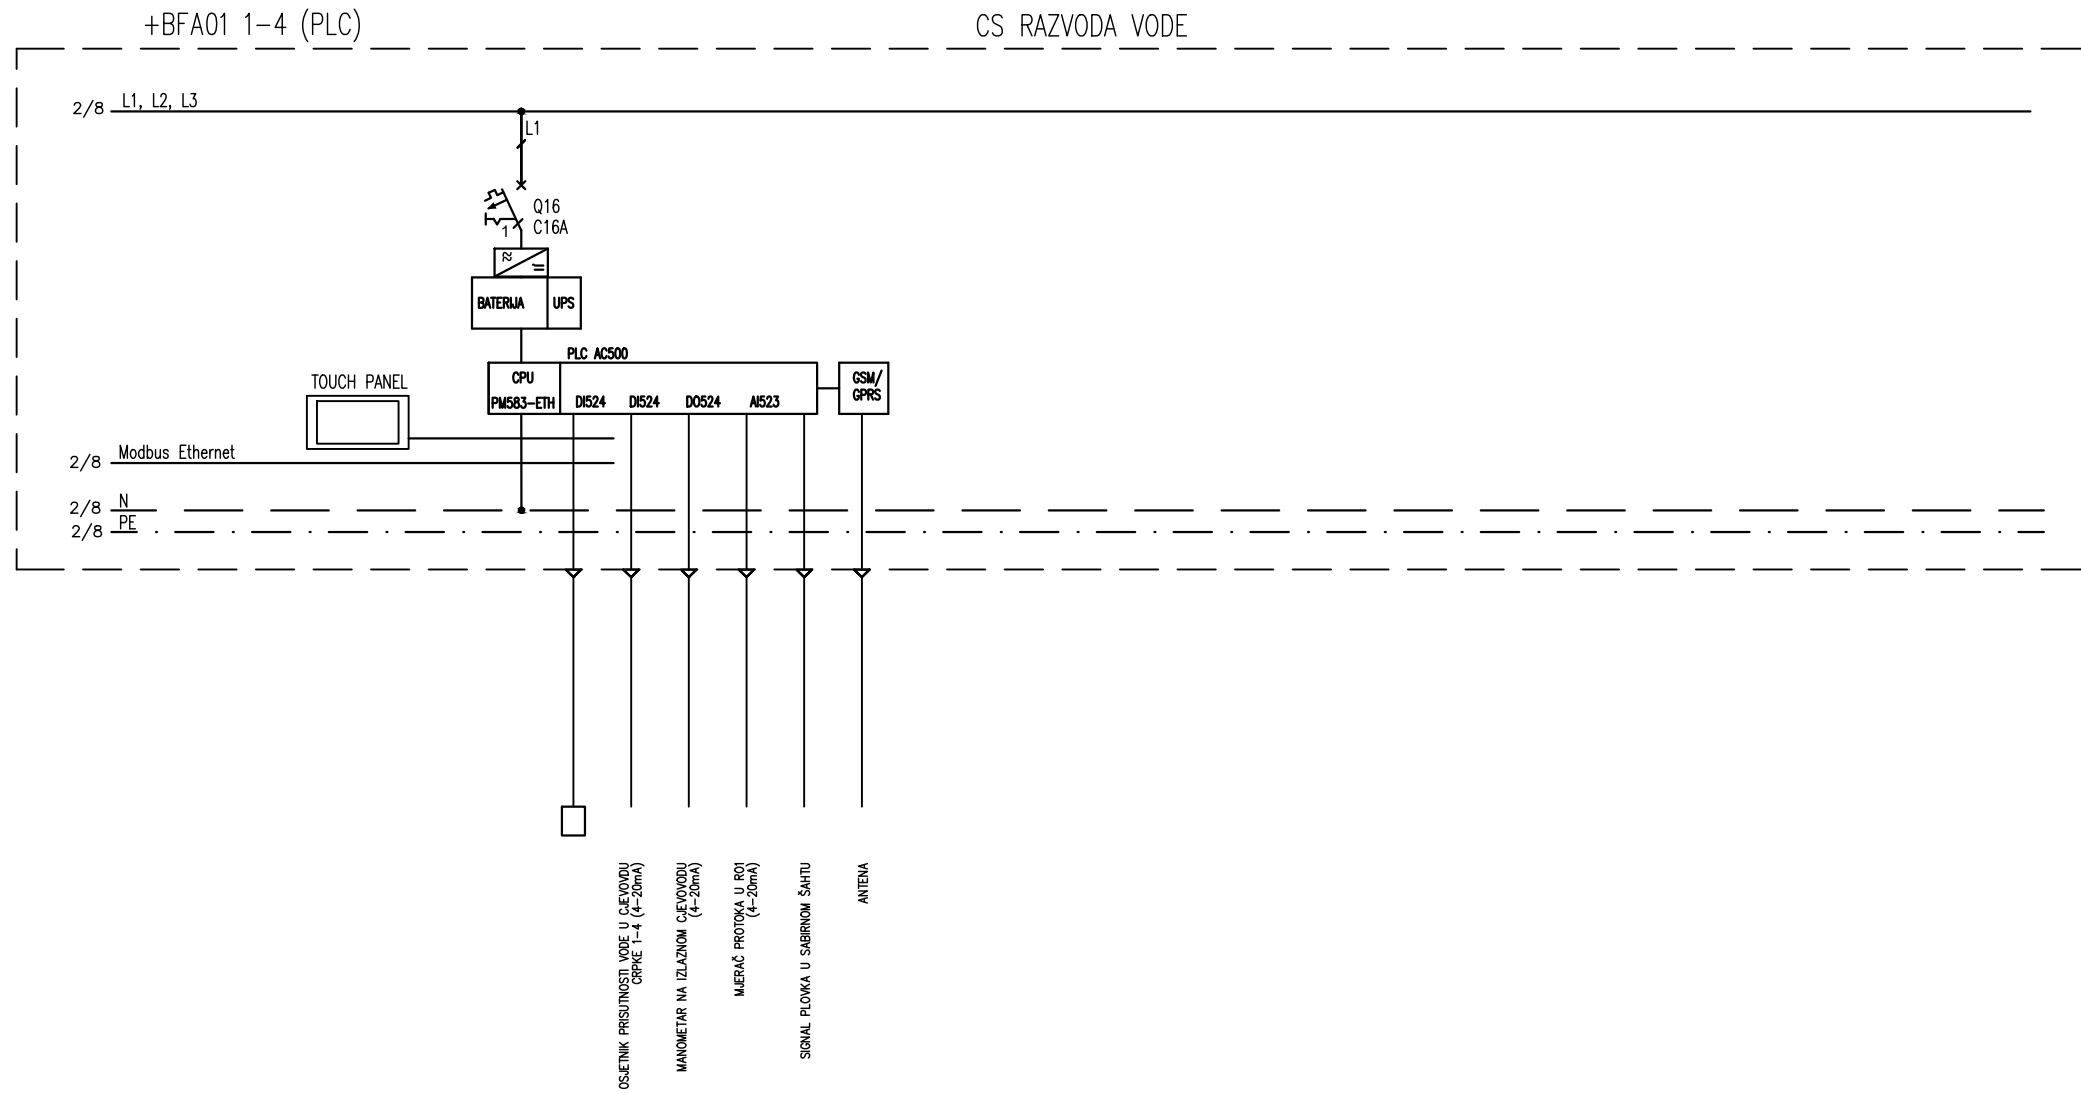 +BFA01 1-4 (PLC)
CS RAZVODA VODE
2/8 L1, L2, L3
L1
Q16
C16A
1
BATERIJA UPS
PLC AC500
CPU
PM583-ETH
DI524 DI524 DO524 AI523
GSM/
GPRS
TOUCH PANEL
2/8 Modbus Ethernet
2/8 N
2/8 PE
OSJETNIK PRISUTNOSTI VODE U CJEVOVDU
CRPKE 1-4 (4-20mA)
MANOMETAR NA IZLAZNOM CJEVOVODU
(4-20mA)
MJERAČ PROTOKA U RO1
(4-20mA)
SIGNAL PLOVKA U SABIRNOM ŠAHTU
ANTENA